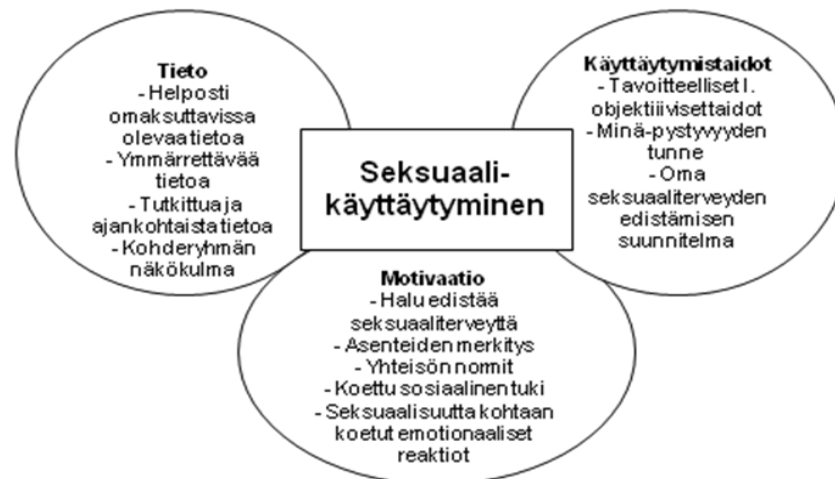 Tieto
- Helposti
omaksuttavissa
olevaa tietoa
- Ymmärrettävää
tietoa
- Tutkittua ja
ajankohtaista tietoa
- Kohderyhmän
näkökulma
Seksuaali-
käyttäytyminen
Käyttäytymistaidot
- Tavoitteelliset l.
objektiiivisettaidot
- Minä-pystyvyyden
tunne
- Oma
seksuaaliterveyden
edistämisen
suunnitelma
Motivaatio
- Halu edistää
seksuaaliterveyttä
- Asenteiden merkitys
- Yhteisön normit
- Koettu sosiaalinen tuki
- Seksuaalisuutta kohtaan
koetut emotionaaliset
reaktiot